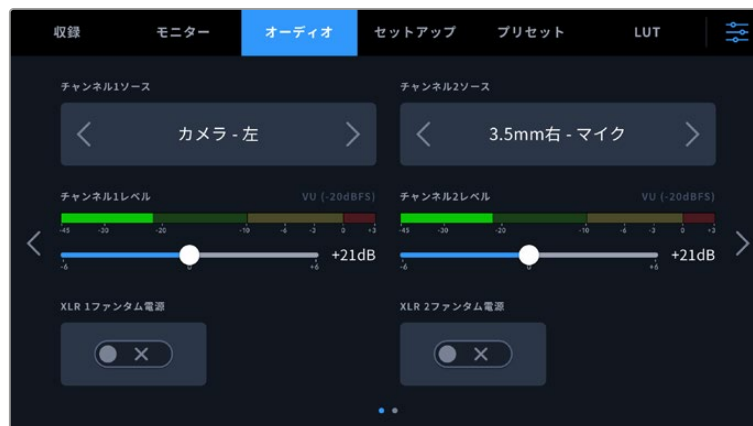 収録 モニター オーディオ セットアップ プリセット LUT
チャンネル1ソース チャンネル2ソース
カメラ - 左 3.5mm右 - マイク
チャンネル1レベル VU (-20dBFS) チャンネル2レベル VU (-20dBFS)
-45 -30 -20 -10 -6 -3 0 +3 -45 -30 -20 -10 -6 -3 0 +3
+21dB +21dB
-6 0 +6 -6 0 +6
XLR 1ファンタム電源 XLR 2ファンタム電源